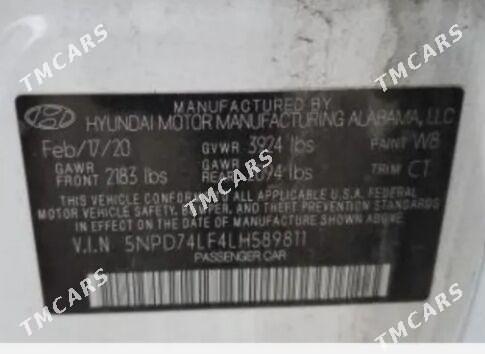 MANUFACTURED BY
HYUNDAI MOTOR MANUFACTURING ALABAMA, LLC
Feb/17/20 GVWR 3924 lbs PAINT W8
GAWR FRONT 2183 lbs GAWR lbs TRIM CT
THIS VEHICLE CONFORMS TO ALL APPLICABLE U.S.A. FEDERAL
MOTOR VEHICLE SAFETY, BUMPER, AND THEFT PREVENTION
STANDARDS IN EFFECT ON THE DATE OF MANUFACTURE SHOWN ABOVE.
V.I.N. 5NPD74LF4LH589811
PASSENGER CAR
TMCARS
TMCARS
TMCARS
TMCARS
TMCARS